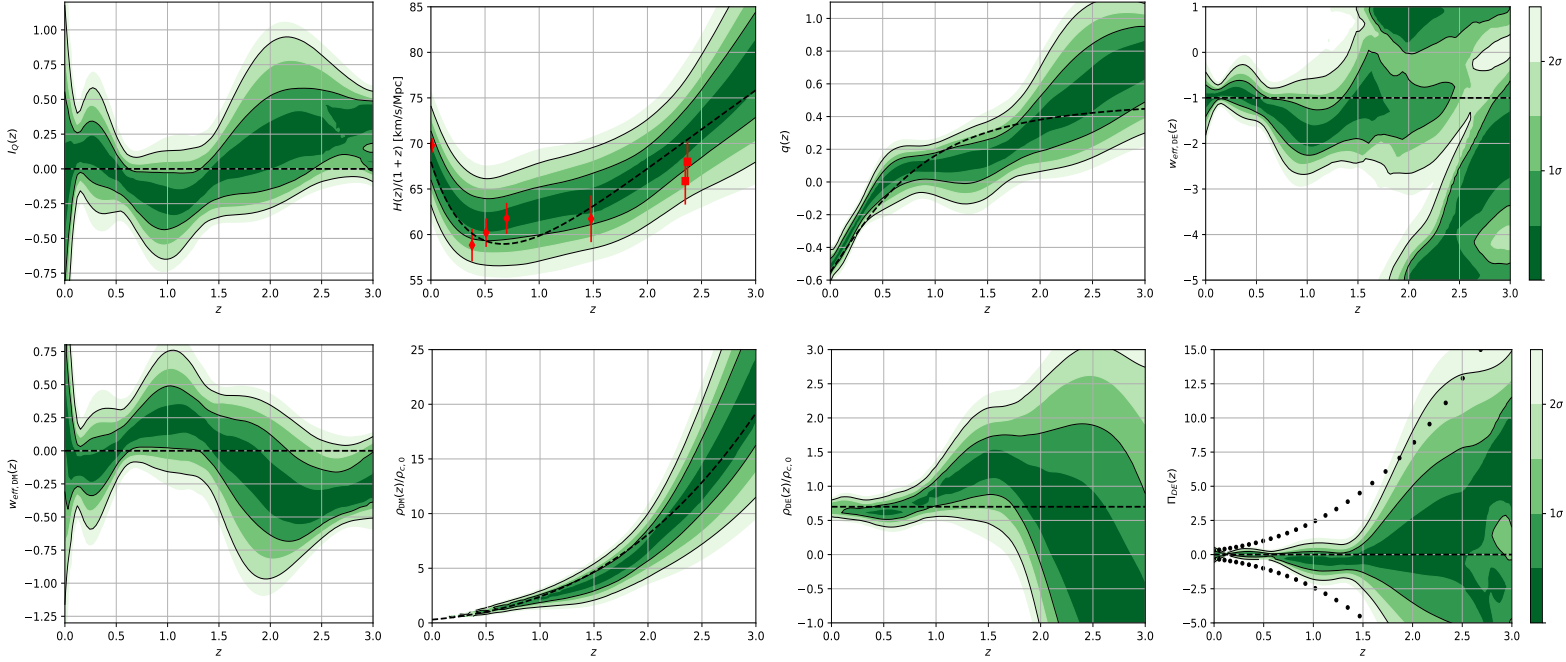 1.00
0.75
0.50
0.25
0.00
−0.25
−0.50
−0.75
I_Q(z)
0.0 0.5 1.0 1.5 2.0 2.5 3.0
z
85
80
75
70
65
60
55
H(z)/(1 + z) [km/s/Mpc]
0.0 0.5 1.0 1.5 2.0 2.5 3.0
z
1.0
0.8
0.6
0.4
0.2
0.0
−0.2
−0.4
−0.6
q(z)
0.0 0.5 1.0 1.5 2.0 2.5 3.0
z
1
0
−1
−2
−3
−4
−5
w_{eff, DE}(z)
0.0 0.5 1.0 1.5 2.0 2.5 3.0
z
2σ
1σ
0.75
0.50
0.25
0.00
−0.25
−0.50
−0.75
−1.00
−1.25
w_{eff, DM}(z)
0.0 0.5 1.0 1.5 2.0 2.5 3.0
z
25
20
15
10
5
0
ρ_{DM}(z)/ρ_{c, 0}
0.0 0.5 1.0 1.5 2.0 2.5 3.0
z
3.0
2.5
2.0
1.5
1.0
0.5
0.0
−0.5
−1.0
ρ_{DE}(z)/ρ_{c, 0}
0.0 0.5 1.0 1.5 2.0 2.5 3.0
z
15.0
12.5
10.0
7.5
5.0
2.5
0.0
−2.5
−5.0
Π_{DE}(z)
0.0 0.5 1.0 1.5 2.0 2.5 3.0
z
2σ
1σ